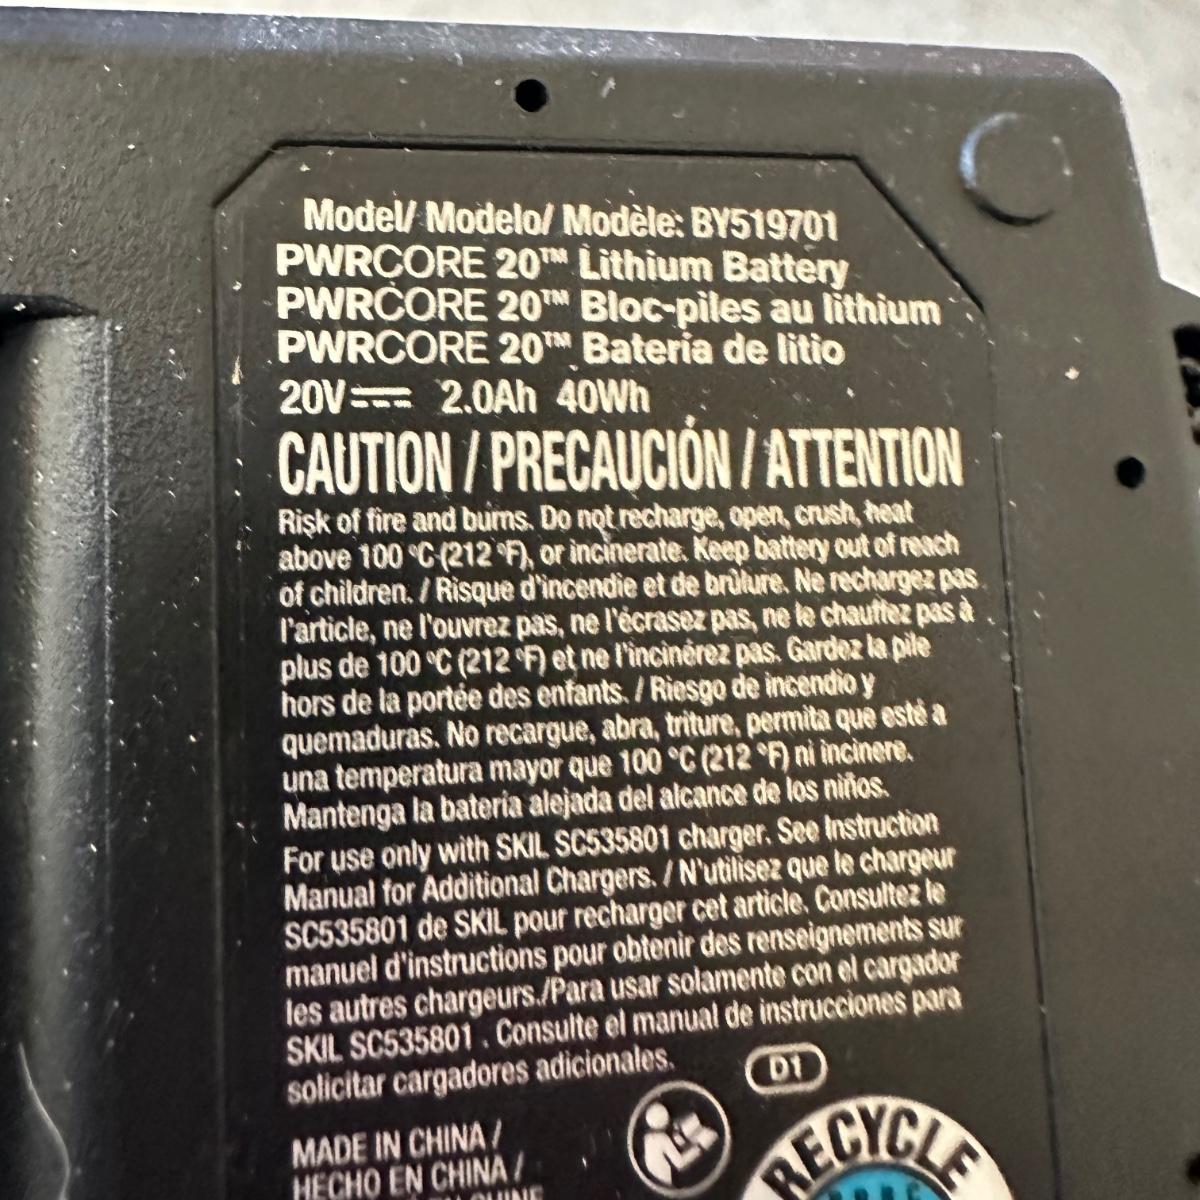 Model/ Modelo/ Modèle: BY519701
PWRCORE 20™ Lithium Battery
PWRCORE 20™ Bloc-piles au lithium
PWRCORE 20™ Batería de litio
20V⎓ 2.0Ah 40Wh
CAUTION / PRECAUCIÓN / ATTENTION
Risk of fire and burns. Do not recharge, open, crush, heat
above 100 °C (212 °F), or incinerate. Keep battery out of reach
of children. / Risque d'incendie et de brûlure. Ne rechargez pas
l'article, ne l'ouvrez pas, ne l'écrasez pas, ne le chauffez pas à
plus de 100 °C (212 °F) et ne l'incinérez pas. Gardez la pile
hors de la portée des enfants. / Riesgo de incendio y
quemaduras. No recargue, abra, triture, permita que esté a
una temperatura mayor que 100 °C (212 °F) ni incinere.
Mantenga la batería alejada del alcance de los niños.
For use only with SKIL SC535801 charger. See Instruction
Manual for Additional Chargers. / N'utilisez que le chargeur
SC535801 de SKIL pour recharger cet article. Consultez le
manuel d'instructions pour obtenir des renseignements sur
les autres chargeurs./Para usar solamente con el cargador
SKIL SC535801 . Consulte el manual de instrucciones para
solicitar cargadores adicionales.
D1
MADE IN CHINA /
HECHO EN CHINA /
RECYCLE